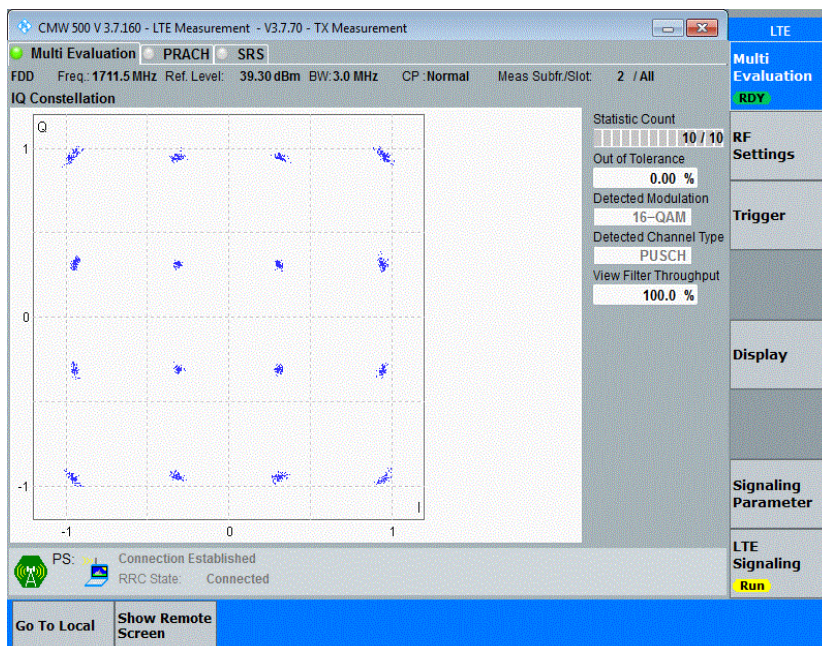 CMW 500 V 3.7.160 - LTE Measurement - V3.7.70 - TX Measurement
Multi Evaluation PRACH SRS
FDD Freq.: 1711.5 MHz Ref. Level: 39.30 dBm BW: 3.0 MHz CP : Normal Meas Subfr./Slot: 2 / All
IQ Constellation
Q
1
0
-1
-1 0 1
I
Statistic Count
10 / 10
Out of Tolerance
0.00 %
Detected Modulation
16-QAM
Detected Channel Type
PUSCH
View Filter Throughput
100.0 %
LTE
Multi
Evaluation
RDY
RF
Settings
Trigger
Display
Signaling
Parameter
LTE
Signaling
Run
PS: Connection Established
RRC State: Connected
Go To Local
Show Remote
Screen